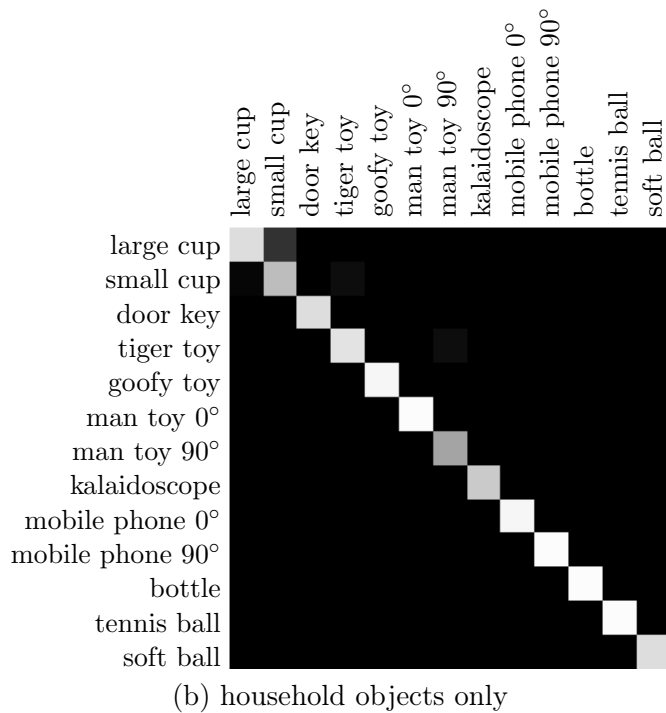 large cup
small cup
door key
tiger toy
goofy toy
man toy 0°
man toy 90°
kalaidoscope
mobile phone 0°
mobile phone 90°
bottle
tennis ball
soft ball
large cup
small cup
door key
tiger toy
goofy toy
man toy 0°
man toy 90°
kalaidoscope
mobile phone 0°
mobile phone 90°
bottle
tennis ball
soft ball
(b) household objects only